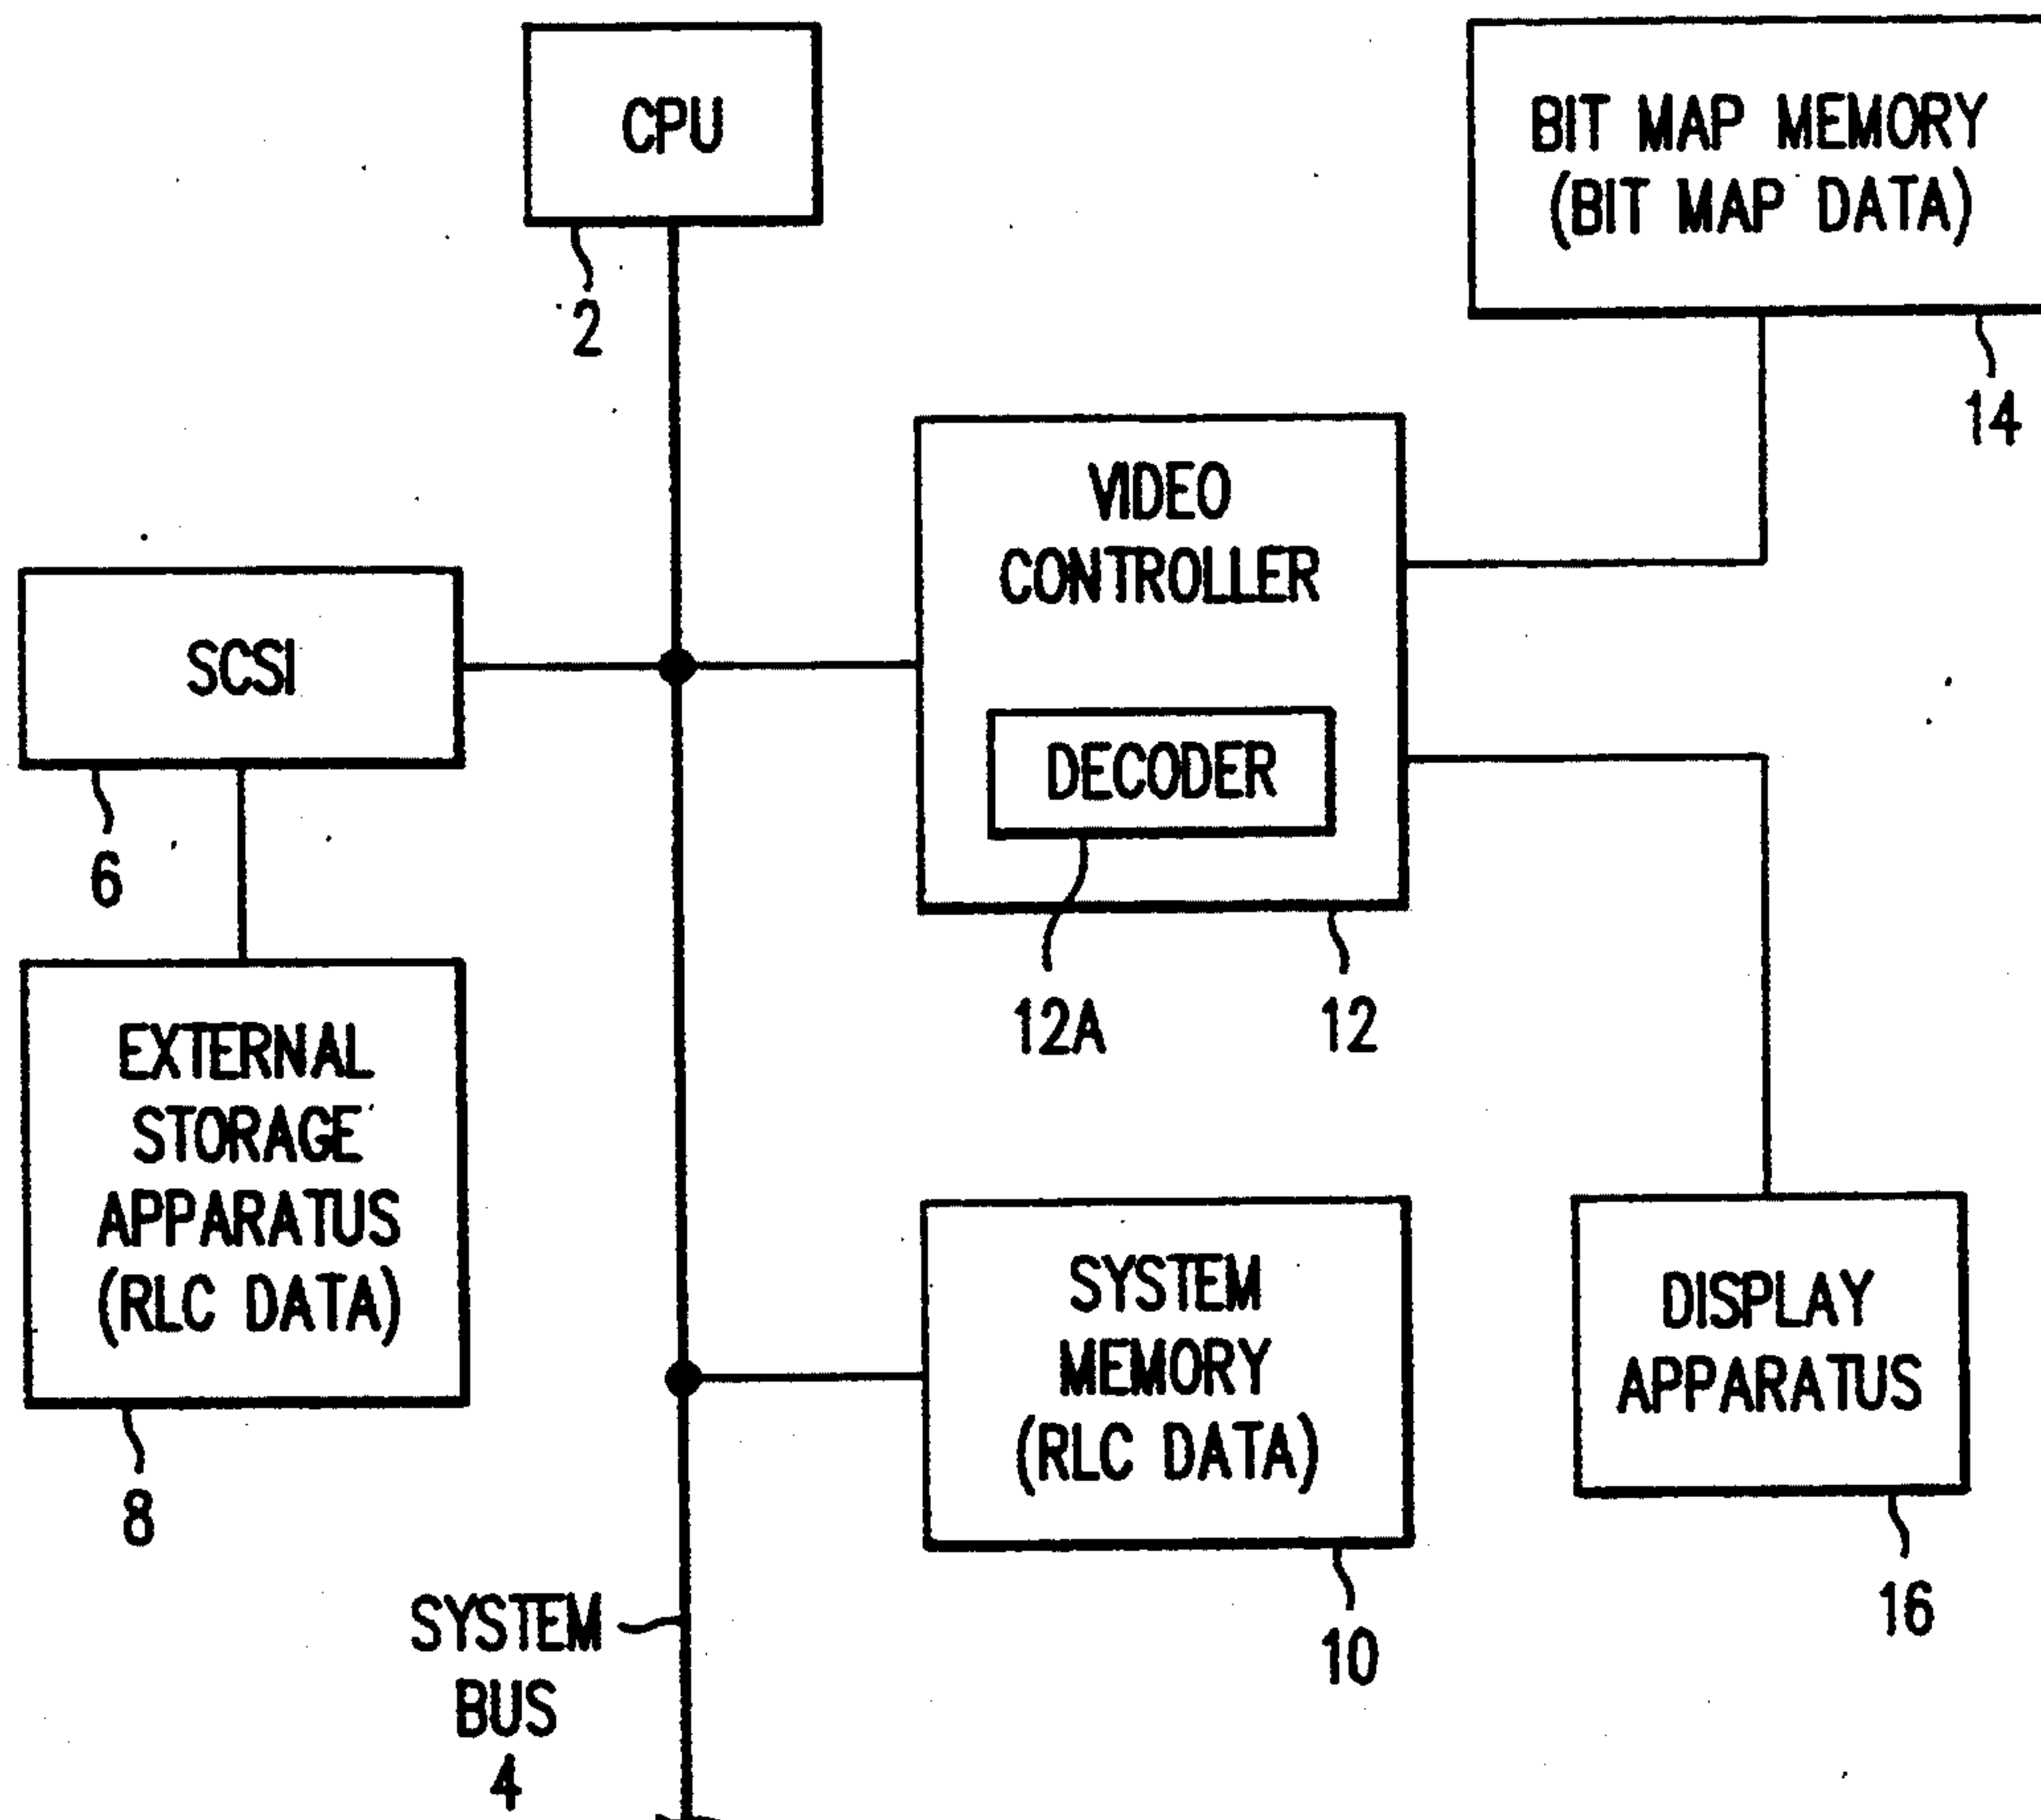 CPU
2
BIT MAP MEMORY
(BIT MAP DATA)
14
VIDEO
CONTROLLER
DECODER
12A
12
SCSI
6
EXTERNAL
STORAGE
APPARATUS
(RLC DATA)
8
SYSTEM
MEMORY
(RLC DATA)
10
DISPLAY
APPARATUS
16
SYSTEM
BUS
4